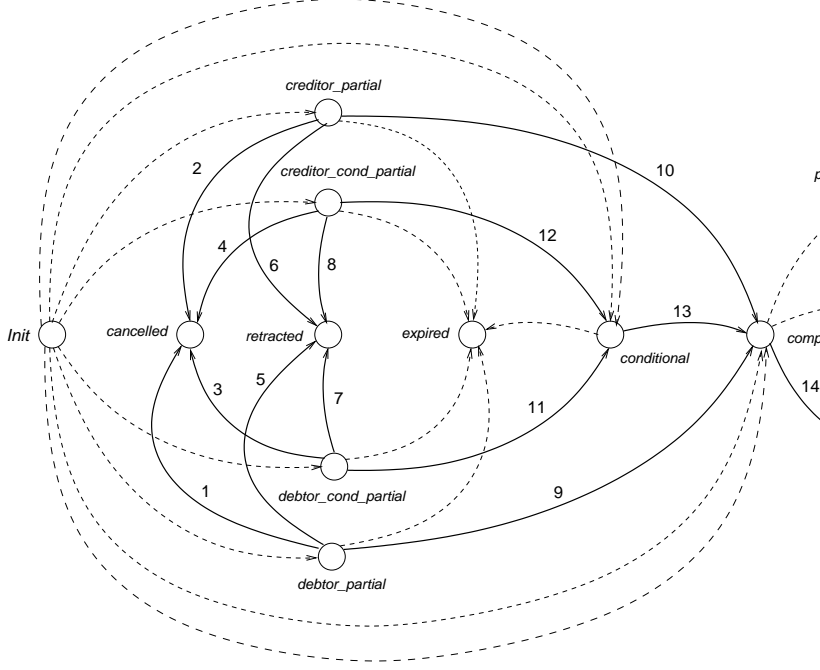 creditor_partial
2
10
creditor_cond_partial
p
4
12
6
8
13
Init
cancelled
retracted
expired
conditional
comp
5
3
7
14
11
debtor_cond_partial
1
9
debtor_partial